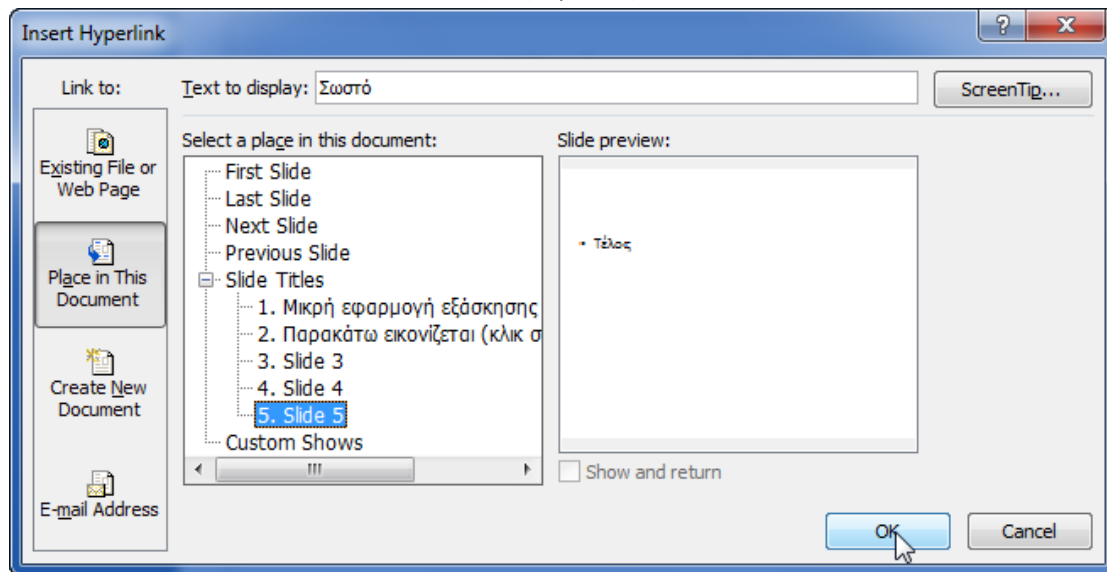 Insert Hyperlink
Link to:
Text to display: Σωστό
ScreenTip...
Existing File or
Web Page
Place in This
Document
Create New
Document
E-mail Address
Select a place in this document:
First Slide
Last Slide
Next Slide
Previous Slide
Slide Titles
1. Μικρή εφαρμογή εξάσκησης
2. Παρακάτω εικονίζεται (κλικ σ
3. Slide 3
4. Slide 4
5. Slide 5
Custom Shows
Slide preview:
• Τέλος
Show and return
OK
Cancel